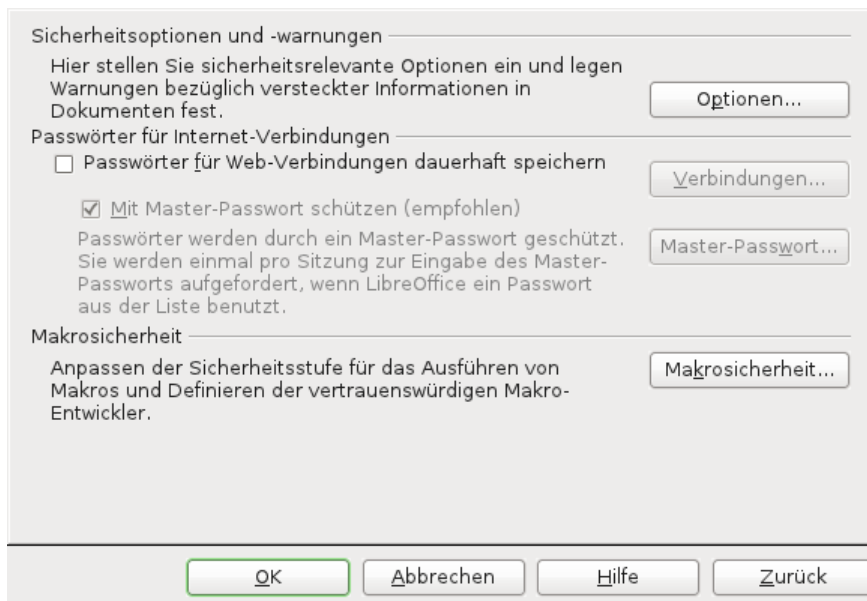 Sicherheitsoptionen und -warnungen
Hier stellen Sie sicherheitsrelevante Optionen ein und legen
Warnungen bezüglich versteckter Informationen in
Dokumenten fest.
Optionen...
Passwörter für Internet-Verbindungen
Passwörter für Web-Verbindungen dauerhaft speichern
Verbindungen...
Mit Master-Passwort schützen (empfohlen)
Passwörter werden durch ein Master-Passwort geschützt.
Sie werden einmal pro Sitzung zur Eingabe des Master-
Passworts aufgefordert, wenn LibreOffice ein Passwort
aus der Liste benutzt.
Master-Passwort...
Makrosicherheit
Anpassen der Sicherheitsstufe für das Ausführen von
Makros und Definieren der vertrauenswürdigen Makro-
Entwickler.
Makrosicherheit...
OK
Abbrechen
Hilfe
Zurück